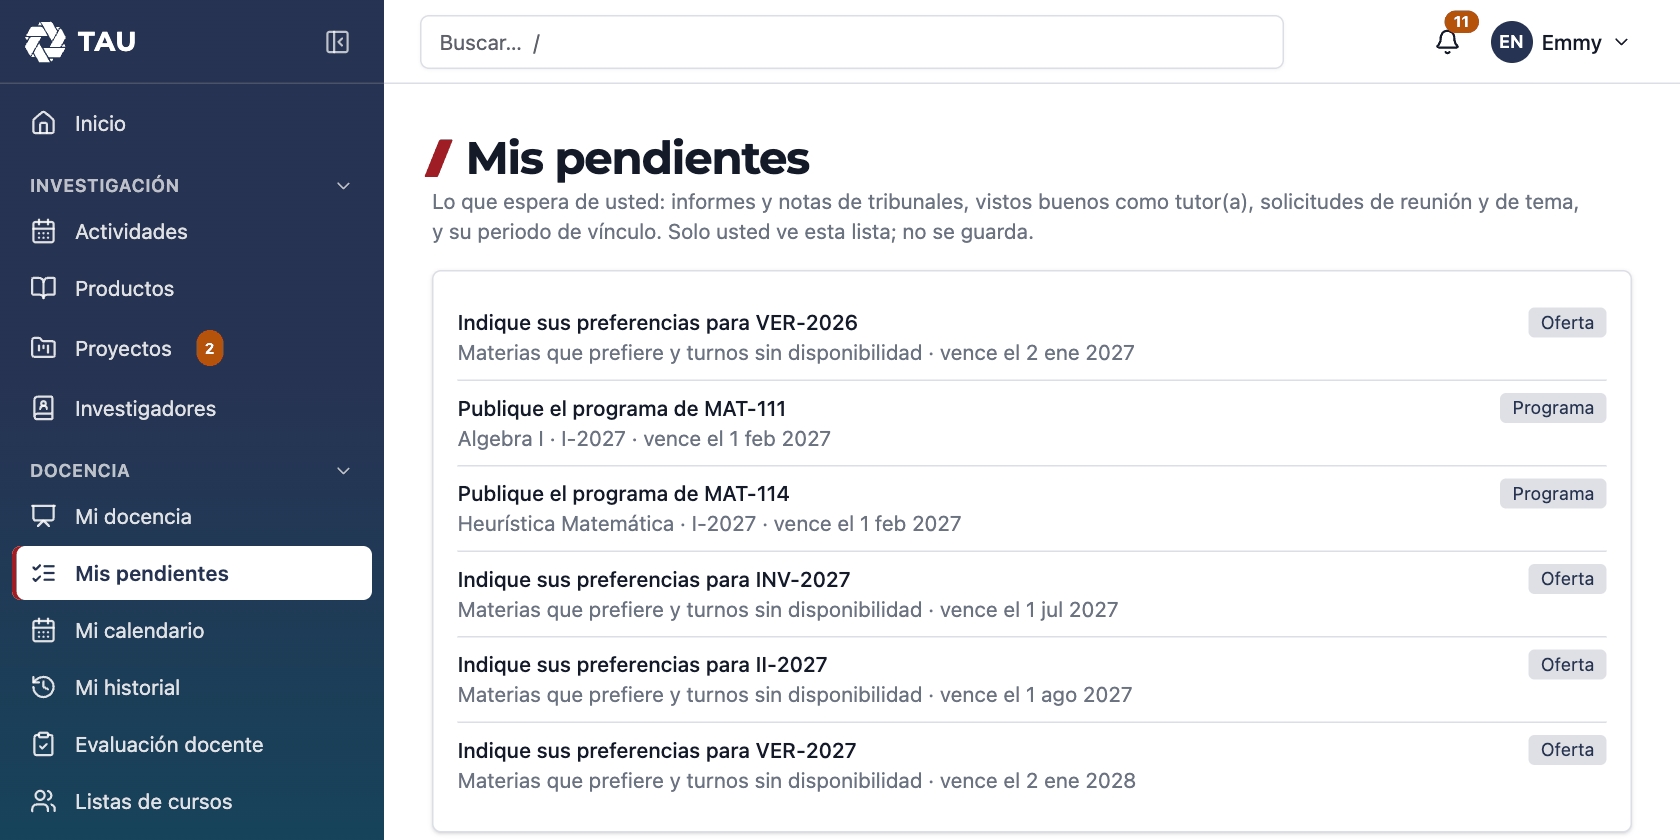 TAU
Buscar... /
11
EN Emmy
Inicio
INVESTIGACIÓN
Actividades
Productos
Proyectos 2
Investigadores
DOCENCIA
Mi docencia
Mis pendientes
Mi calendario
Mi historial
Evaluación docente
Listas de cursos
Mis pendientes
Lo que espera de usted: informes y notas de tribunales, vistos buenos como tutor(a), solicitudes de reunión y de tema,
y su periodo de vínculo. Solo usted ve esta lista; no se guarda.
Indique sus preferencias para VER-2026 Oferta
Materias que prefiere y turnos sin disponibilidad · vence el 2 ene 2027
Publique el programa de MAT-111 Programa
Algebra I · I-2027 · vence el 1 feb 2027
Publique el programa de MAT-114 Programa
Heurística Matemática · I-2027 · vence el 1 feb 2027
Indique sus preferencias para INV-2027 Oferta
Materias que prefiere y turnos sin disponibilidad · vence el 1 jul 2027
Indique sus preferencias para II-2027 Oferta
Materias que prefiere y turnos sin disponibilidad · vence el 1 ago 2027
Indique sus preferencias para VER-2027 Oferta
Materias que prefiere y turnos sin disponibilidad · vence el 2 ene 2028